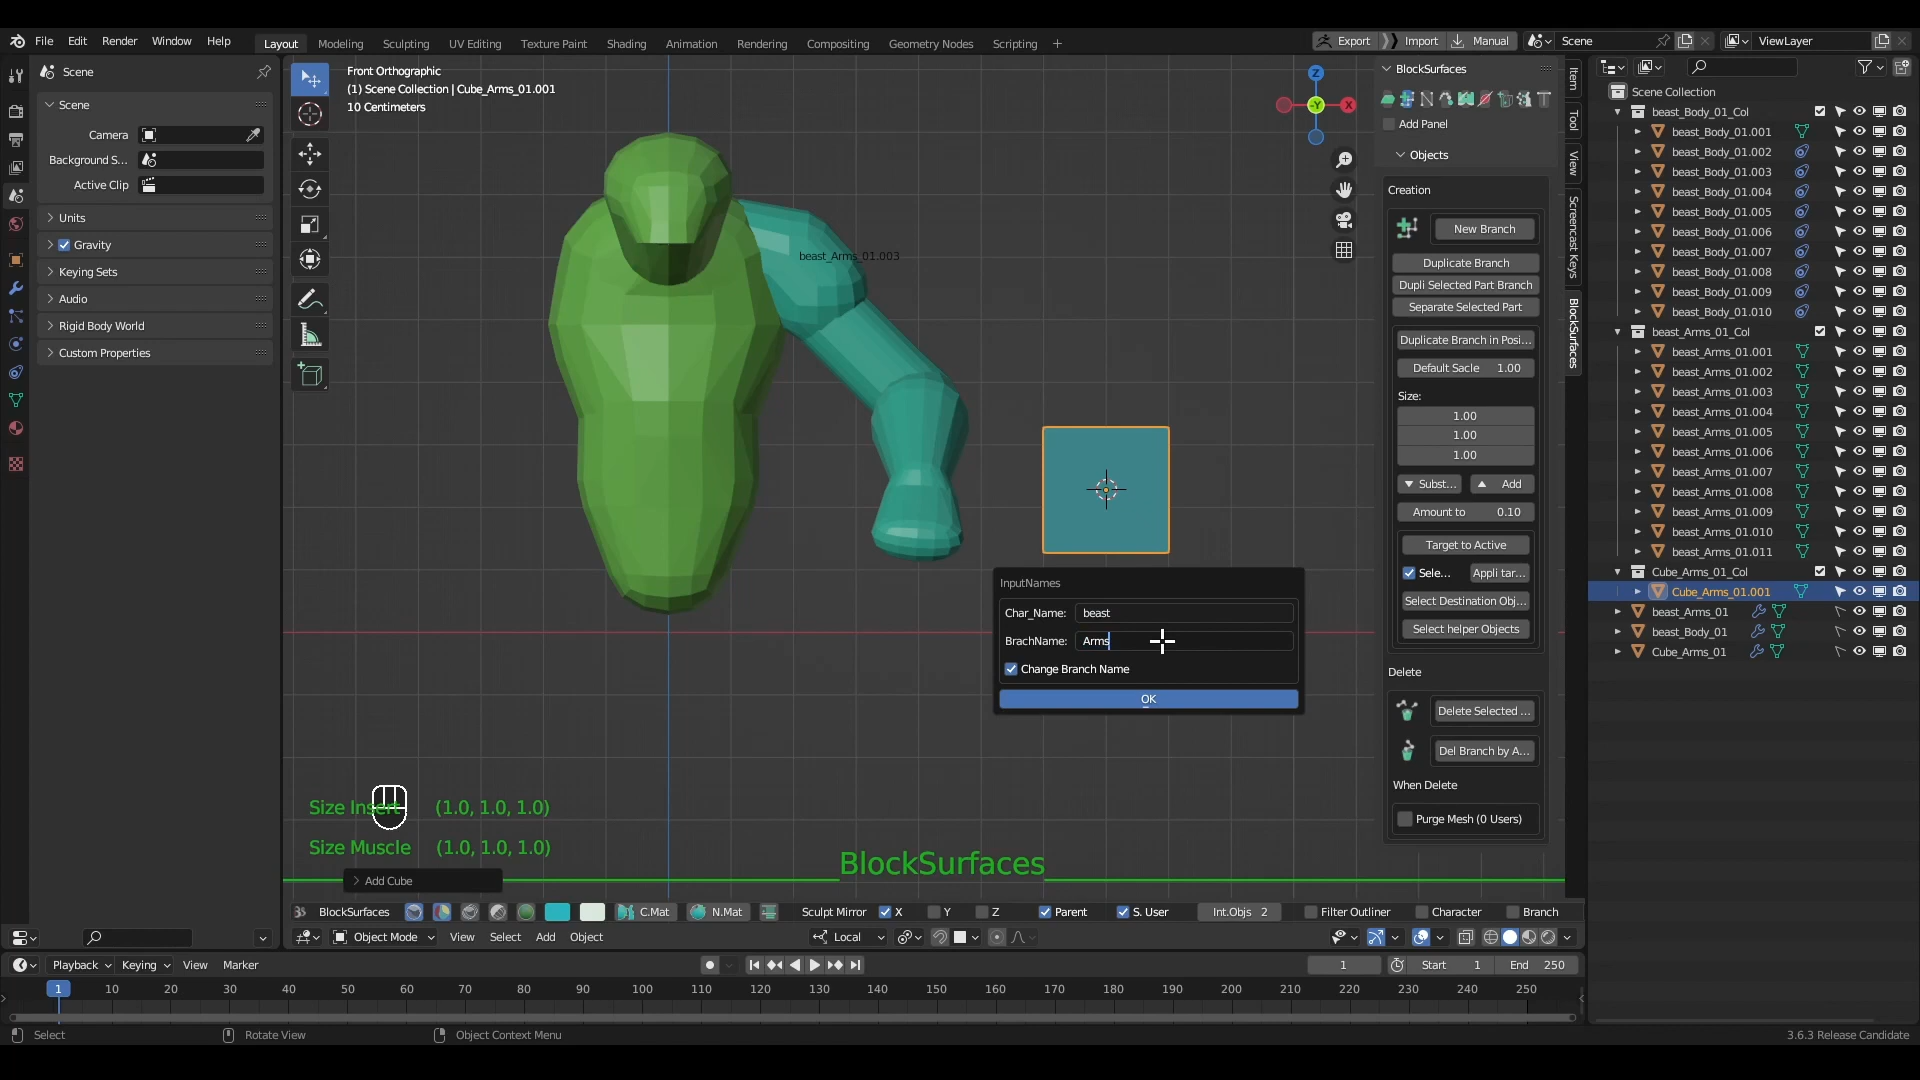 File Edit Render Window Help
Layout Modeling Sculpting UV Editing Texture Paint Shading Animation Rendering Compositing Geometry Nodes Scripting +
Export Import Manual Scene ViewLayer
Scene
Scene
Camera
Background S...
Active Clip
Units
Gravity
Keying Sets
Audio
Rigid Body World
Custom Properties
Front Orthographic
(1) Scene Collection | Cube_Arms_01.001
10 Centimeters
beast_Arms_01.003
Z
X
-Y
InputNames
Char_Name: beast
BrachName: Arms
Change Branch Name
OK
Size Insert (1.0, 1.0, 1.0)
Size Muscle (1.0, 1.0, 1.0)
Add Cube
BlockSurfaces
BlockSurfaces
Add Panel
Objects
Creation
New Branch
Duplicate Branch
Dupli Selected Part Branch
Separate Selected Part
Duplicate Branch in Posi...
Default Sacle 1.00
Size:
1.00
1.00
1.00
Subst... Add
Amount to 0.10
Target to Active
Sele... Appli tar...
Select Destination Obj...
Select helper Objects
Delete
Delete Selected ...
Del Branch by A...
When Delete
Purge Mesh (0 Users)
Item
Tool
View
Screencast Keys
BlockSurfaces
Scene Collection
beast_Body_01_Col
beast_Body_01.001
beast_Body_01.002
beast_Body_01.003
beast_Body_01.004
beast_Body_01.005
beast_Body_01.006
beast_Body_01.007
beast_Body_01.008
beast_Body_01.009
beast_Body_01.010
beast_Arms_01_Col
beast_Arms_01.001
beast_Arms_01.002
beast_Arms_01.003
beast_Arms_01.004
beast_Arms_01.005
beast_Arms_01.006
beast_Arms_01.007
beast_Arms_01.008
beast_Arms_01.009
beast_Arms_01.010
beast_Arms_01.011
Cube_Arms_01_Col
Cube_Arms_01.001
beast_Arms_01
beast_Body_01
Cube_Arms_01
BlockSurfaces C.Mat N.Mat Sculpt Mirror X Y Z Parent S. User Int.Objs 2 Filter Outliner Character Branch
Object Mode View Select Add Object Local
Playback Keying View Marker 1 Start 1 End 250
1 10 20 30 40 50 60 70 80 90 100 110 120 130 140 150 160 170 180 190 200 210 220 230 240 250
Select Rotate View Object Context Menu 3.6.3 Release Candidate